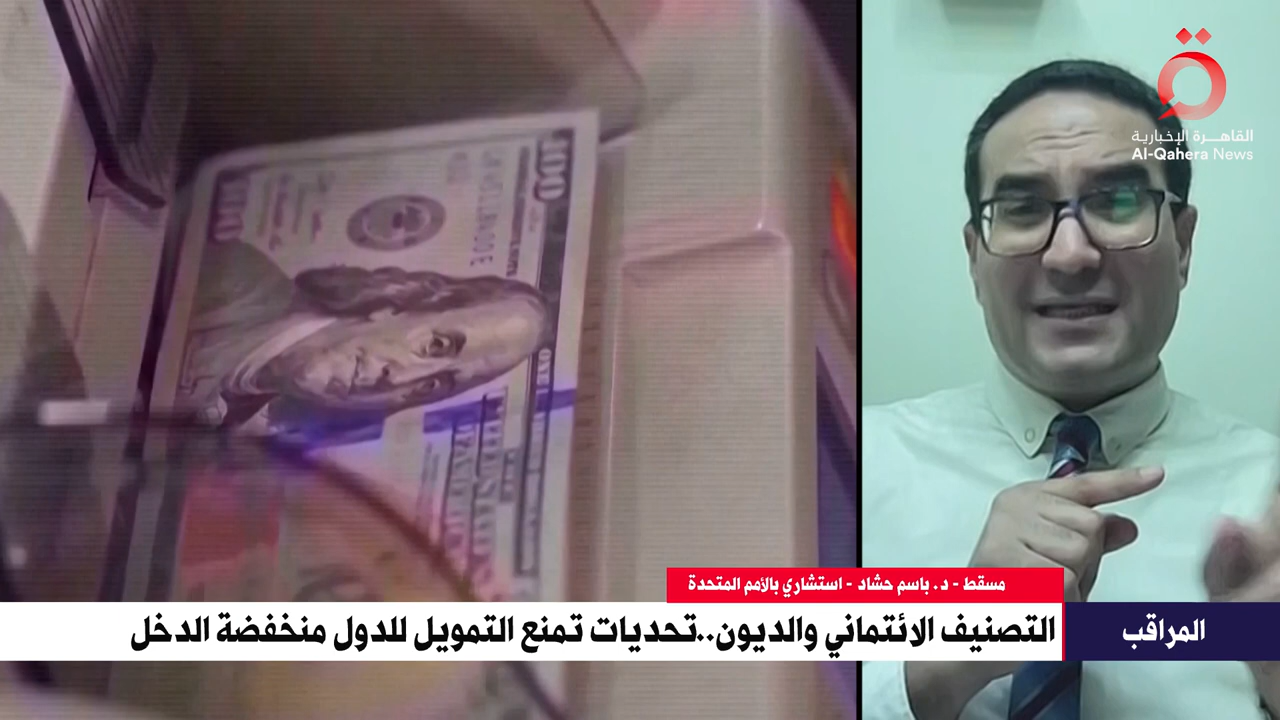 القاهرة الإخبارية
Al-Qahera News
100
مسقط - د. باسم حشاد - استشاري بالأمم المتحدة
المراقب
التصنيف الائتماني والديون..تحديات تمنع التمويل للدول منخفضة الدخل